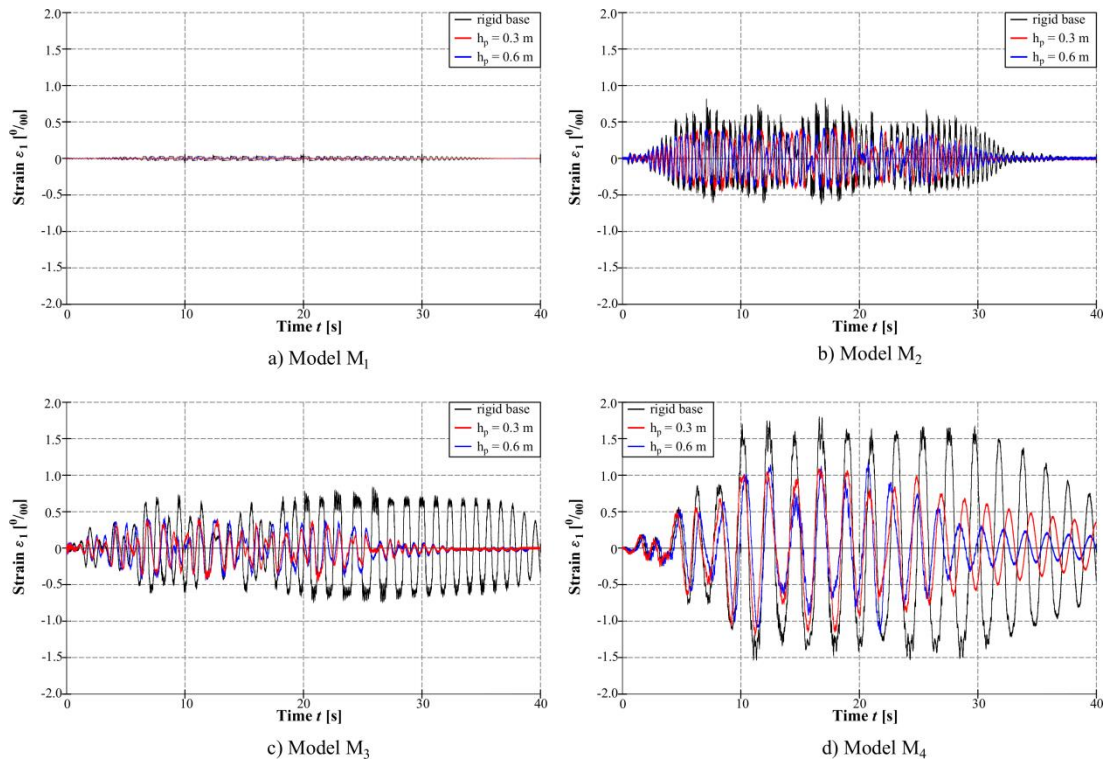 2.0
1.5
1.0
0.5
0
-0.5
-1.0
-1.5
-2.0
Strain ε₁ [⁰/₀₀]
rigid base
hₚ = 0.3 m
hₚ = 0.6 m
0 10 20 30 40
Time t [s]
a) Model M₁
2.0
1.5
1.0
0.5
0
-0.5
-1.0
-1.5
-2.0
Strain ε₁ [⁰/₀₀]
rigid base
hₚ = 0.3 m
hₚ = 0.6 m
0 10 20 30 40
Time t [s]
b) Model M₂
2.0
1.5
1.0
0.5
0
-0.5
-1.0
-1.5
-2.0
Strain ε₁ [⁰/₀₀]
rigid base
hₚ = 0.3 m
hₚ = 0.6 m
0 10 20 30 40
Time t [s]
c) Model M₃
2.0
1.5
1.0
0.5
0
-0.5
-1.0
-1.5
-2.0
Strain ε₁ [⁰/₀₀]
rigid base
hₚ = 0.3 m
hₚ = 0.6 m
0 10 20 30 40
Time t [s]
d) Model M₄